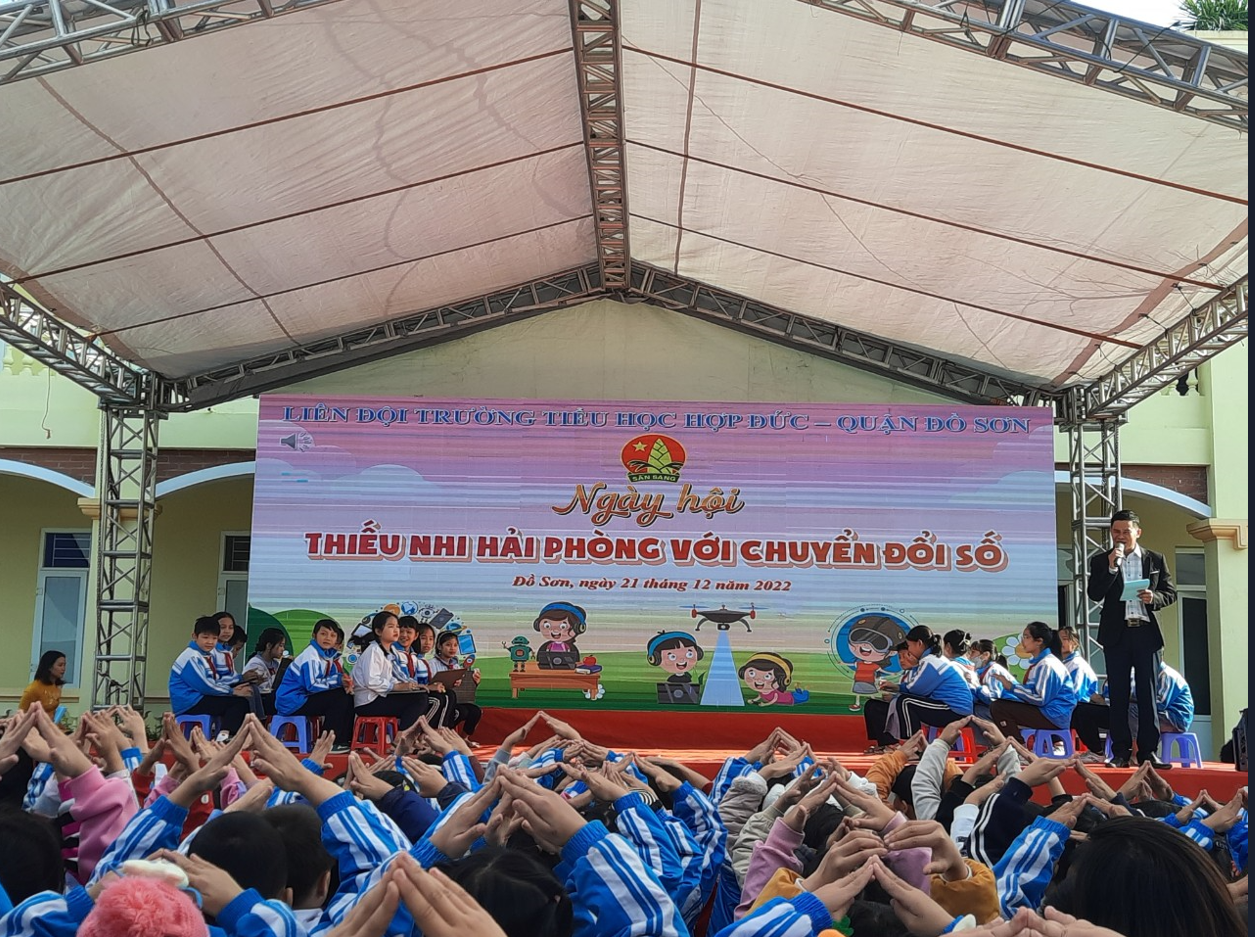 LIÊN ĐỘI TRƯỜNG TIỂU HỌC HỢP ĐỨC – QUẬN ĐỒ SƠN
SẴN SÀNG
Ngày hội
THIẾU NHI HẢI PHÒNG VỚI CHUYỂN ĐỔI SỐ
Đồ Sơn, ngày 21 tháng 12 năm 2022